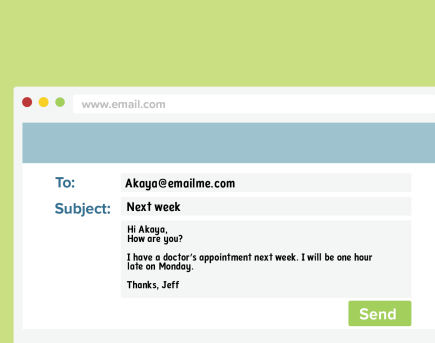 www.email.com
To: Akaya@emailme.com
Subject: Next week
Hi Akaya,
How are you?
I have a doctor's appointment next week. I will be one hour
late on Monday.
Thanks, Jeff
Send